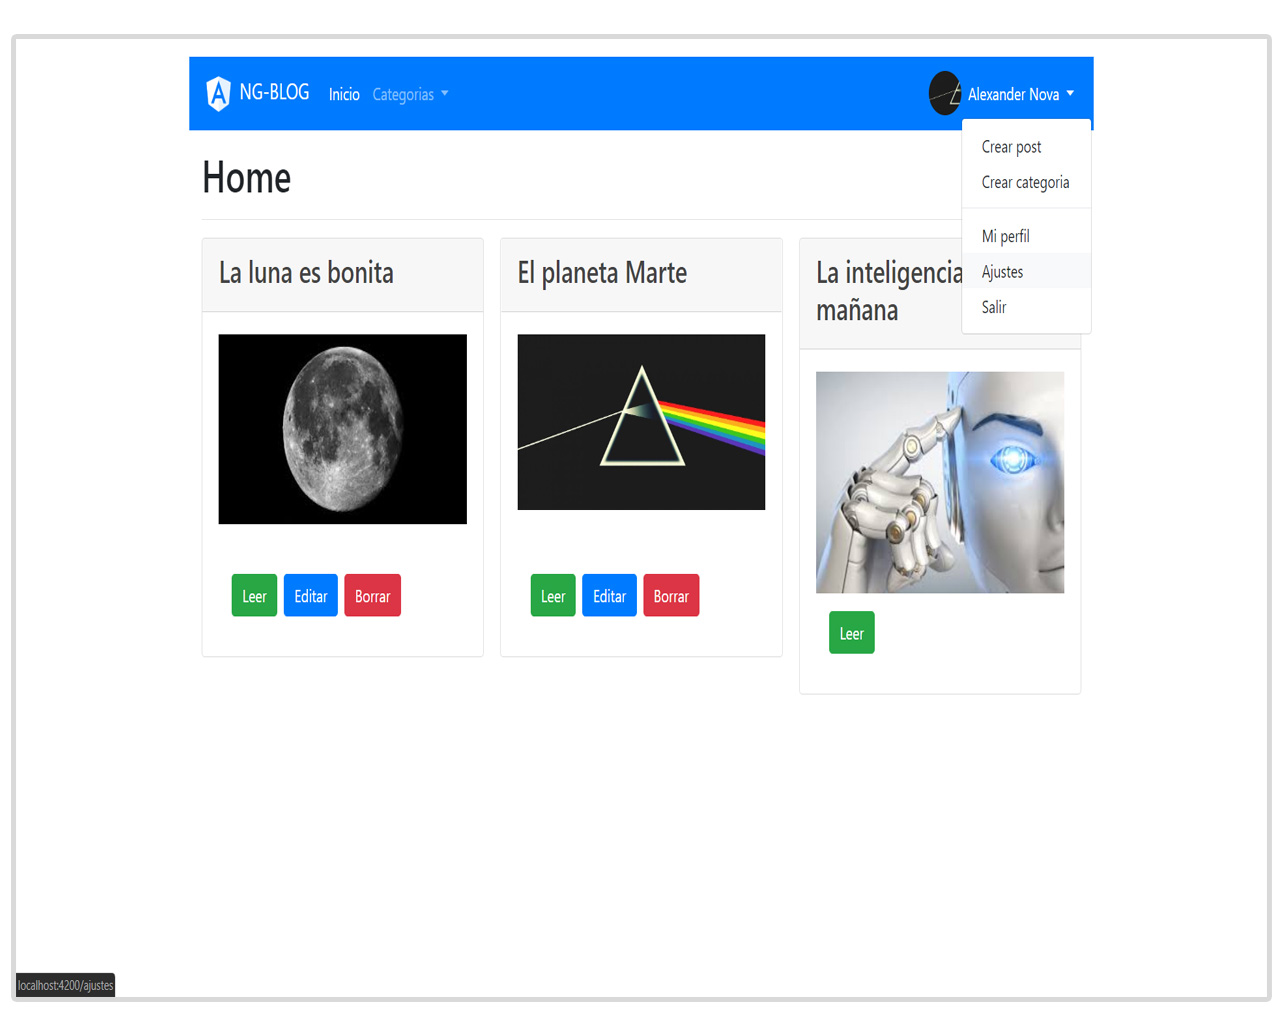 NG-BLOG Inicio Categorias Alexander Nova
Crear post
Crear categoria
Mi perfil
Ajustes
Salir
Home
La luna es bonita
El planeta Marte
La inteligencia
mañana
Leer Editar Borrar
Leer Editar Borrar
Leer
localhost:4200/ajustes